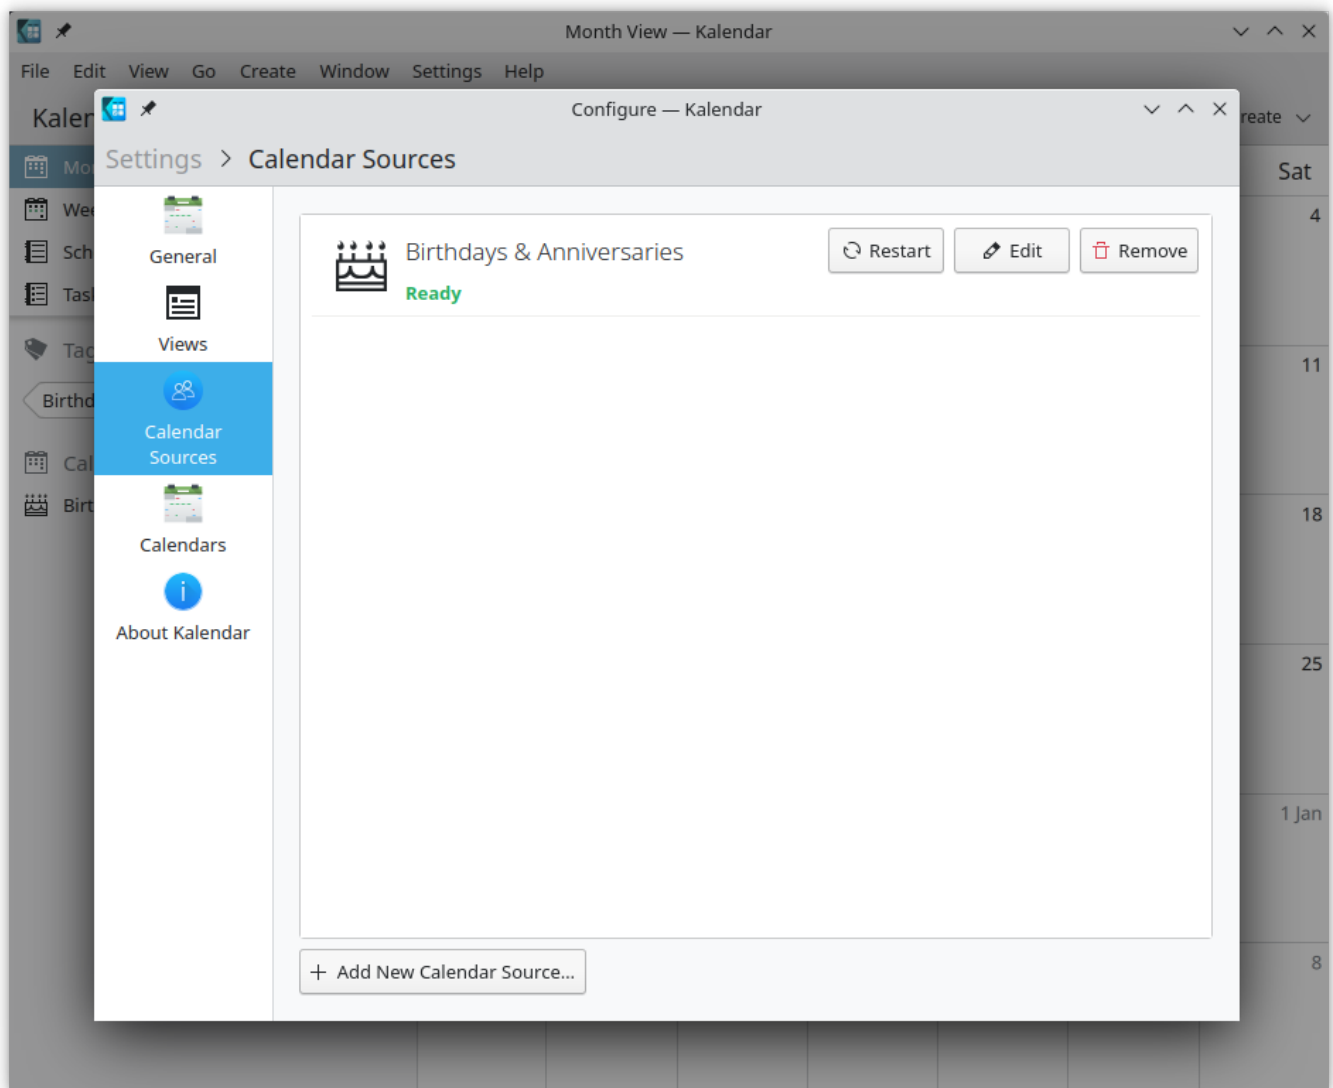 Month View — Kalendar
File Edit View Go Create Window Settings Help
Configure — Kalendar
Settings > Calendar Sources
Sat
General
Views
Calendar
Sources
Calendars
About Kalendar
Birthdays & Anniversaries
Ready
Restart
Edit
Remove
+ Add New Calendar Source...
4
11
18
25
1 Jan
8